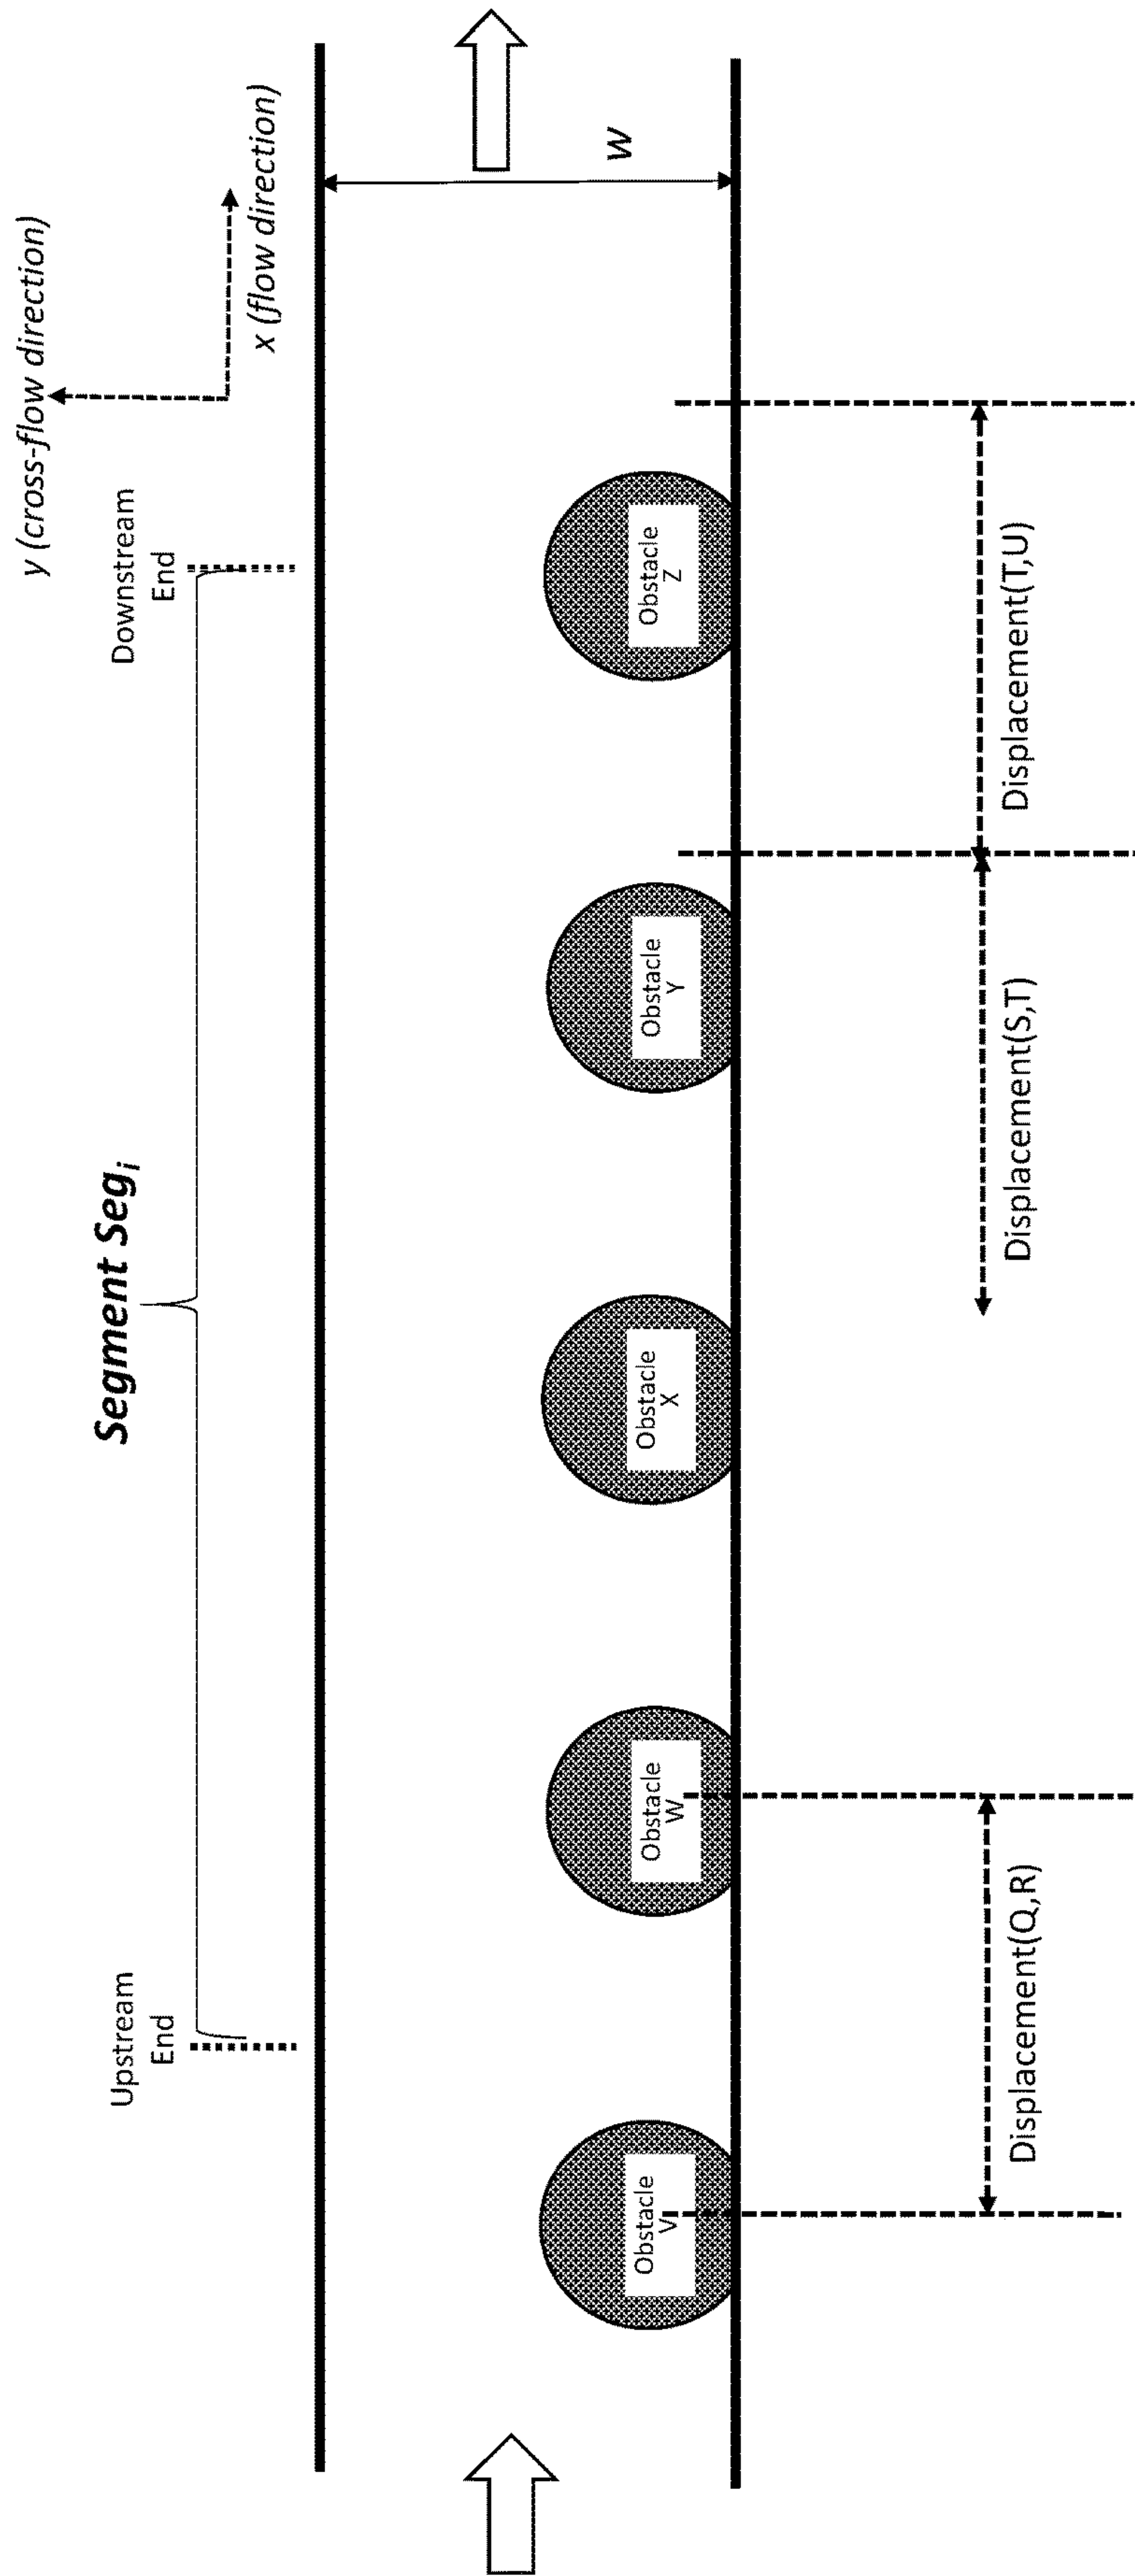 y (cross-flow direction)
x (flow direction)
Segment Seg_i
Upstream
End
Downstream
End
w
Obstacle
V
Obstacle
W
Obstacle
X
Obstacle
Y
Obstacle
Z
Displacement(Q,R)
Displacement(S,T)
Displacement(T,U)